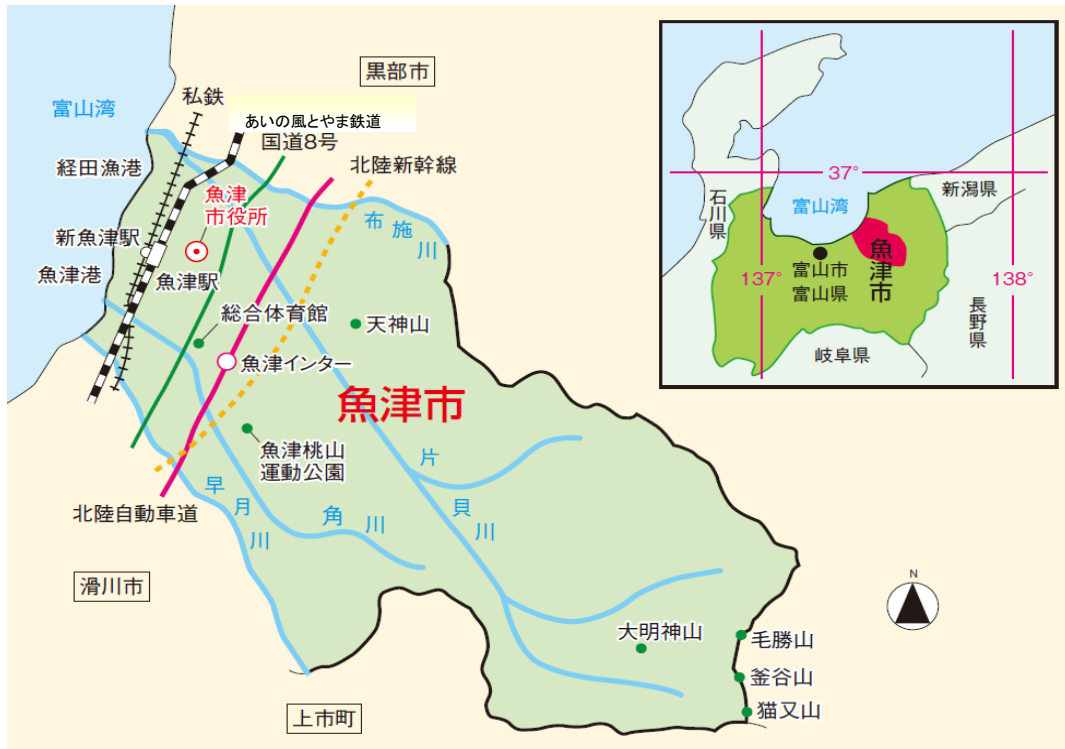 黒部市
富山湾
私鉄
あいの風とやま鉄道
国道8号
経田漁港
北陸新幹線
魚津
市役所
布施川
新魚津駅
魚津港
魚津駅
総合体育館
天神山
魚津インター
魚津市
魚津桃山
運動公園
片貝川
早月川
角川
北陸自動車道
滑川市
大明神山
毛勝山
釜谷山
猫又山
上市町
N
37°
新潟県
石川県
富山湾
魚津市
137°
富山市
富山県
138°
長野県
岐阜県